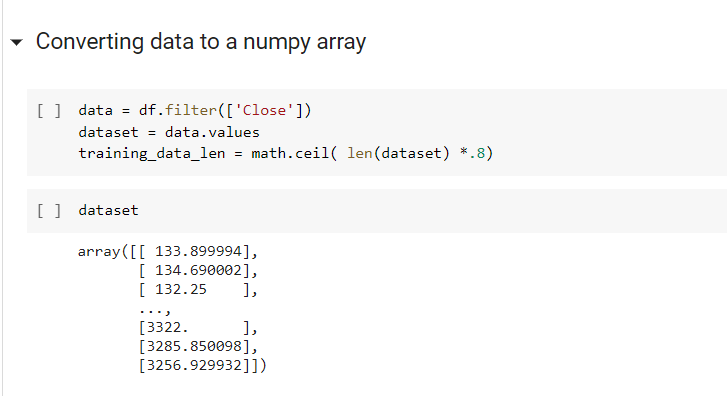 Converting data to a numpy array
[ ] data = df.filter(['Close'])
dataset = data.values
training_data_len = math.ceil( len(dataset) *.8)
[ ] dataset
array([[ 133.899994],
[ 134.690002],
[ 132.25    ],
...,
[3322.      ],
[3285.850098],
[3256.929932]])